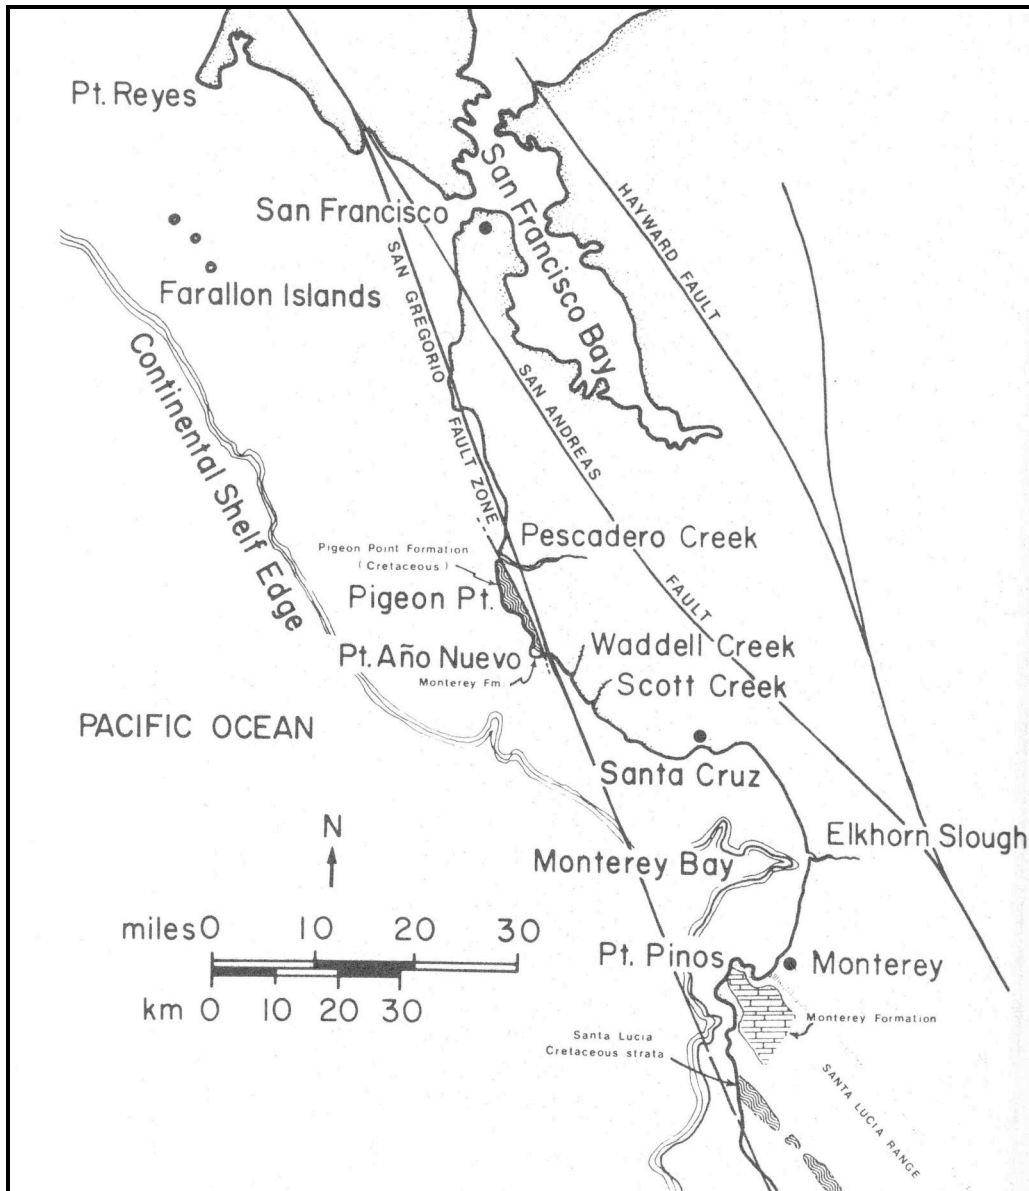 Pt. Reyes
San Francisco
San Francisco Bay
HAYWARD FAULT
SAN GREGORIO FAULT ZONE
Farallon Islands
Continental Shelf Edge
SAN ANDREAS FAULT
Pescadero Creek
Pigeon Point Formation
(Cretaceous)
Pigeon Pt.
Pt. Año Nuevo
Monterey Fm.
Waddell Creek
Scott Creek
PACIFIC OCEAN
Santa Cruz
N
Elkhorn Slough
Monterey Bay
miles 0 10 20 30
km 0 10 20 30
Pt. Pinos
Monterey
Monterey Formation
Santa Lucia
Cretaceous strata
SANTA LUCIA RANGE